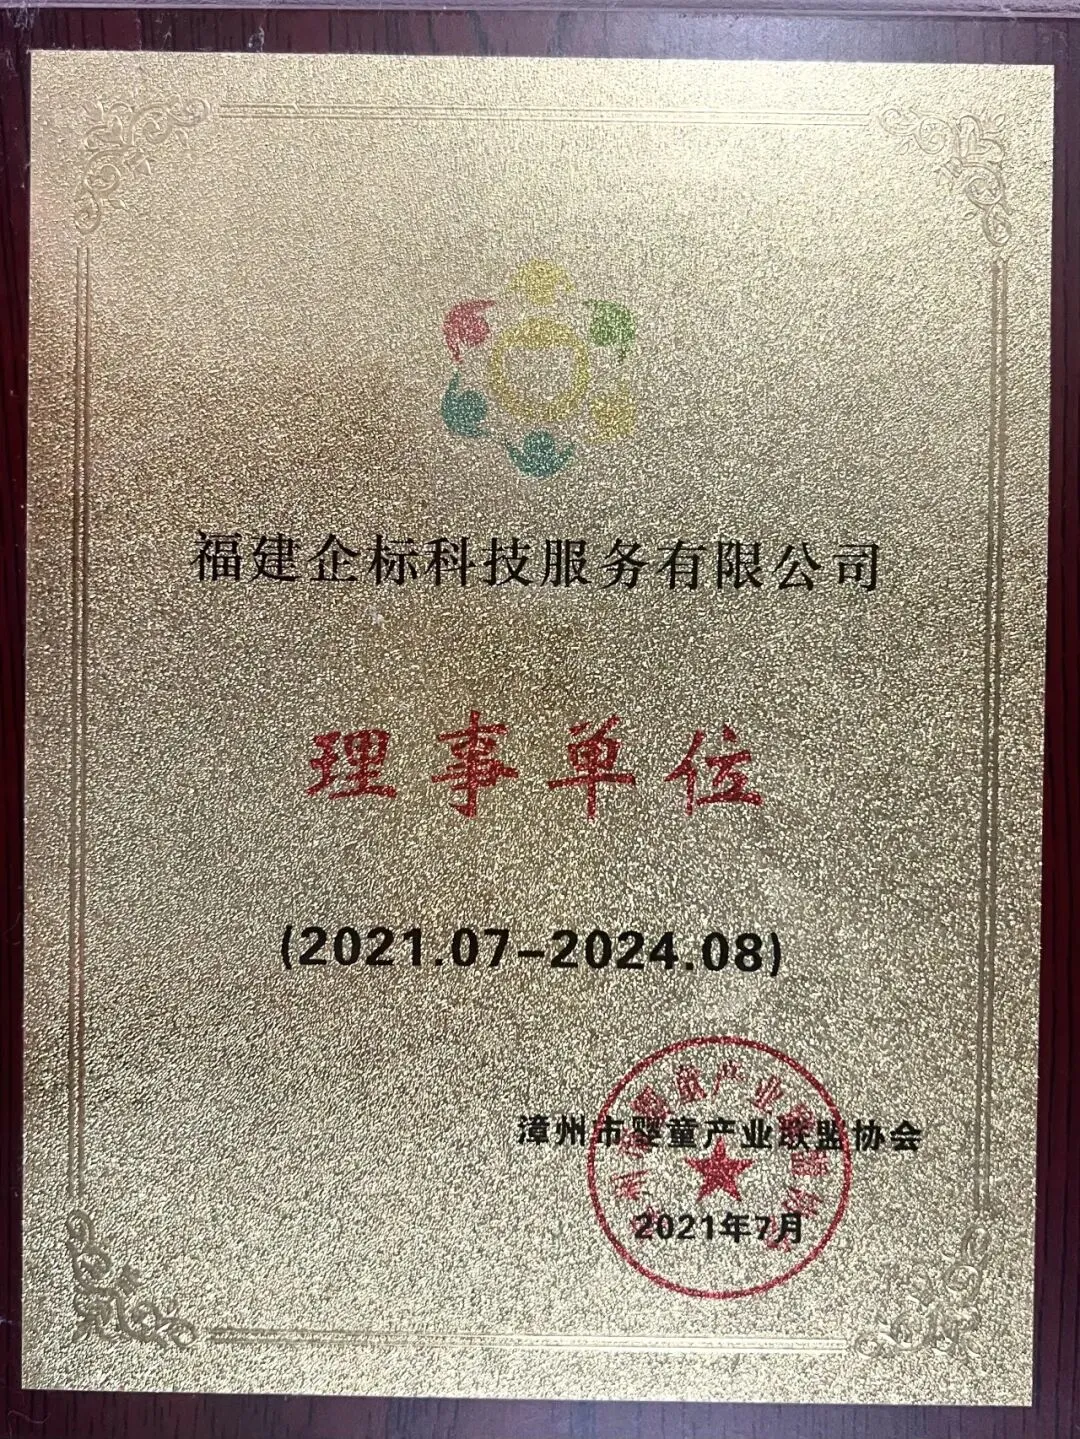 福建企标科技服务有限公司
理事单位
(2021.07-2024.08)
漳州市婴童产业联盟协会
2021年7月